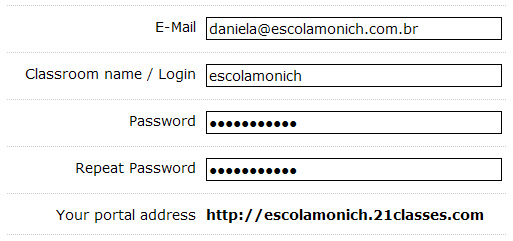 E-Mail daniela@escolamonich.com.br
Classroom name / Login escolamonich
Password ●●●●●●●●●●●
Repeat Password ●●●●●●●●●●●
Your portal address http://escolamonich.21classes.com